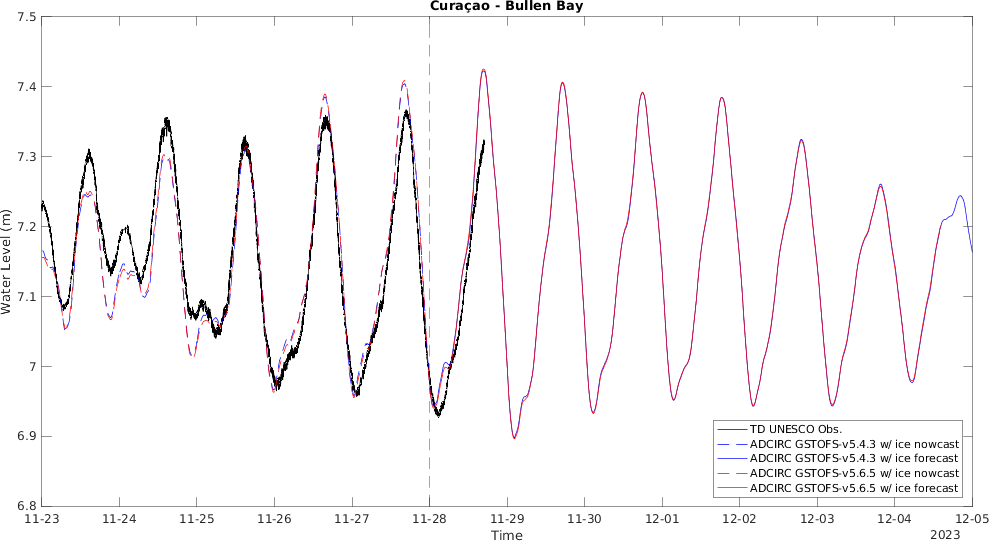 Curaçao - Bullen Bay
7.5
7.4
7.3
7.2
7.1
7
6.9
6.8
Water Level (m)
TD UNESCO Obs.
ADCIRC GSTOFS-v5.4.3 w/ ice nowcast
ADCIRC GSTOFS-v5.4.3 w/ ice forecast
ADCIRC GSTOFS-v5.6.5 w/ ice nowcast
ADCIRC GSTOFS-v5.6.5 w/ ice forecast
11-23 11-24 11-25 11-26 11-27 11-28 11-29 11-30 12-01 12-02 12-03 12-04 12-05
Time
2023